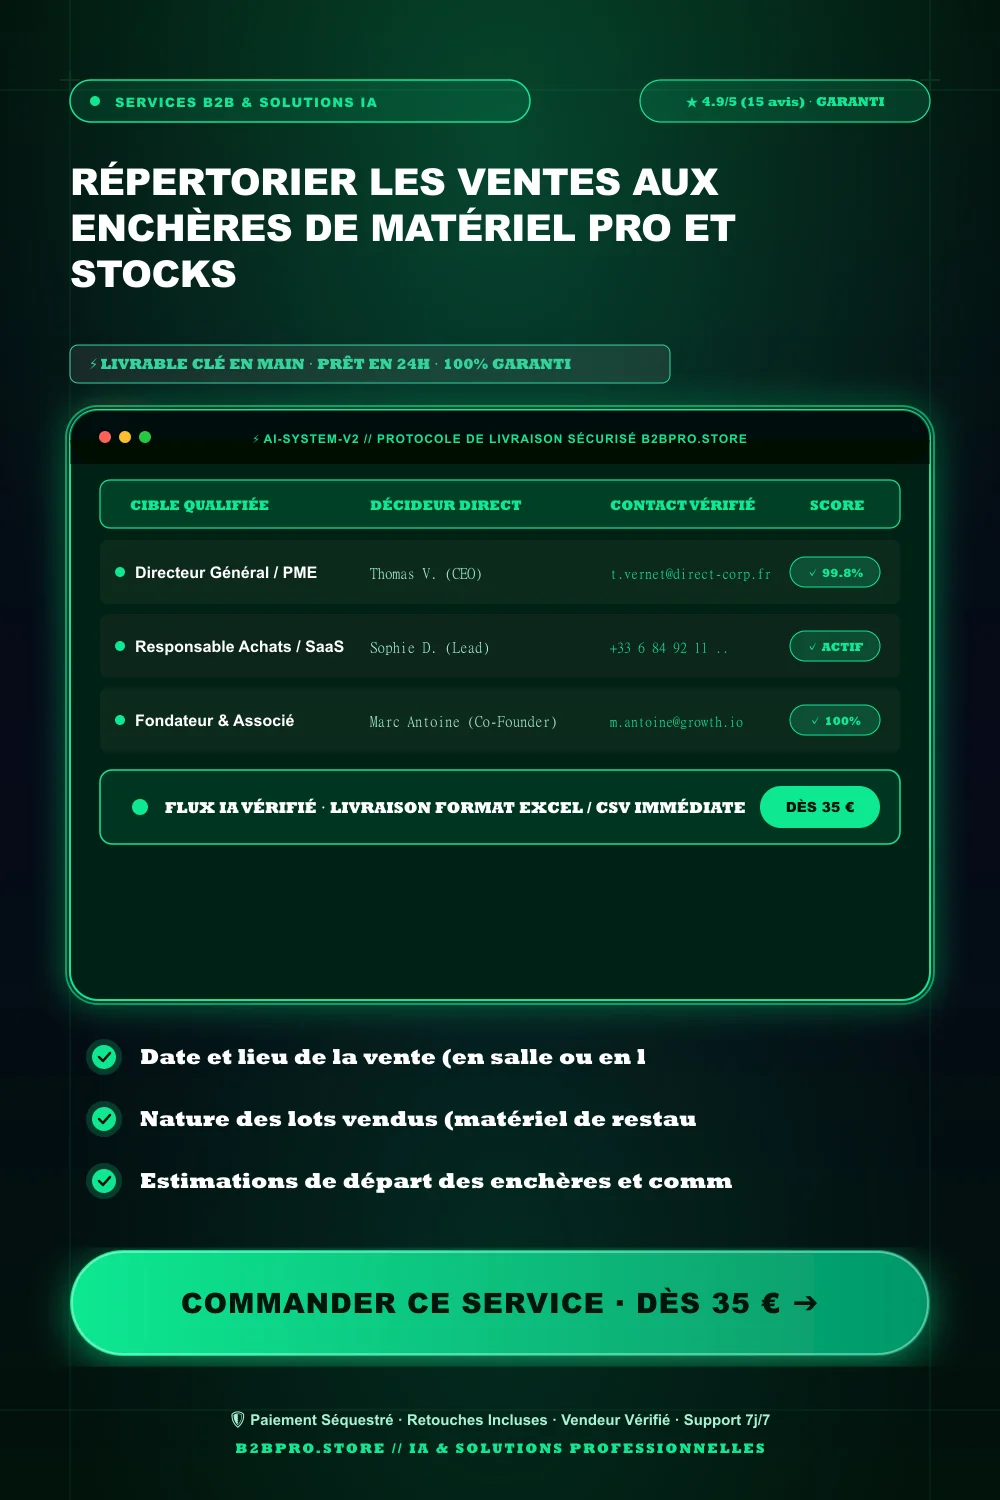 SERVICES B2B & SOLUTIONS IA
★ 4.9/5 (15 avis) · GARANTI
RÉPERTORIER LES VENTES AUX
ENCHÈRES DE MATÉRIEL PRO ET
STOCKS
⚡ LIVRABLE CLÉ EN MAIN · PRÊT EN 24H · 100% GARANTI
⚡ AI-SYSTEM-V2 // PROTOCOLE DE LIVRAISON SÉCURISÉ B2BPRO.STORE
CIBLE QUALIFIÉE DÉCIDEUR DIRECT CONTACT VÉRIFIÉ SCORE
Directeur Général / PME Thomas V. (CEO) t.vernet@direct-corp.fr ✓ 99.8%
Responsable Achats / SaaS Sophie D. (Lead) +33 6 84 92 11 .. ✓ ACTIF
Fondateur & Associé Marc Antoine (Co-Founder) m.antoine@growth.io ✓ 100%
FLUX IA VÉRIFIÉ · LIVRAISON FORMAT EXCEL / CSV IMMÉDIATE DÈS 35 €
Date et lieu de la vente (en salle ou en l
Nature des lots vendus (matériel de restau
Estimations de départ des enchères et comm
COMMANDER CE SERVICE · DÈS 35 € →
🛡 Paiement Séquestré · Retouches Incluses · Vendeur Vérifié · Support 7j/7
B2BPRO.STORE // IA & SOLUTIONS PROFESSIONNELLES